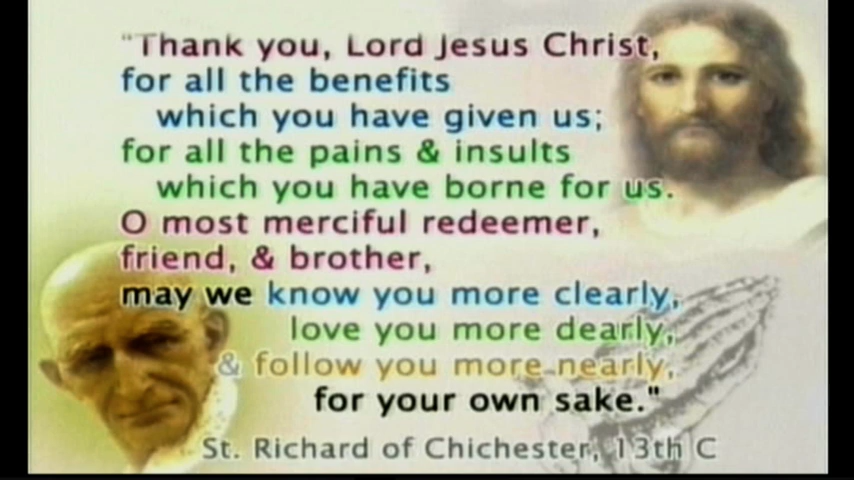 "Thank you, Lord Jesus Christ,
for all the benefits
which you have given us;
for all the pains & insults
which you have borne for us.
O most merciful redeemer,
friend, & brother,
may we know you more clearly,
love you more dearly,
& follow you more nearly,
for your own sake."
St. Richard of Chichester, 13th C